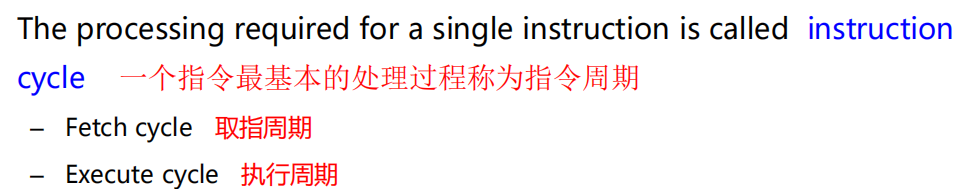 The processing required for a single instruction is called instruction
cycle 一个指令最基本的处理过程称为指令周期
– Fetch cycle 取指周期
– Execute cycle 执行周期